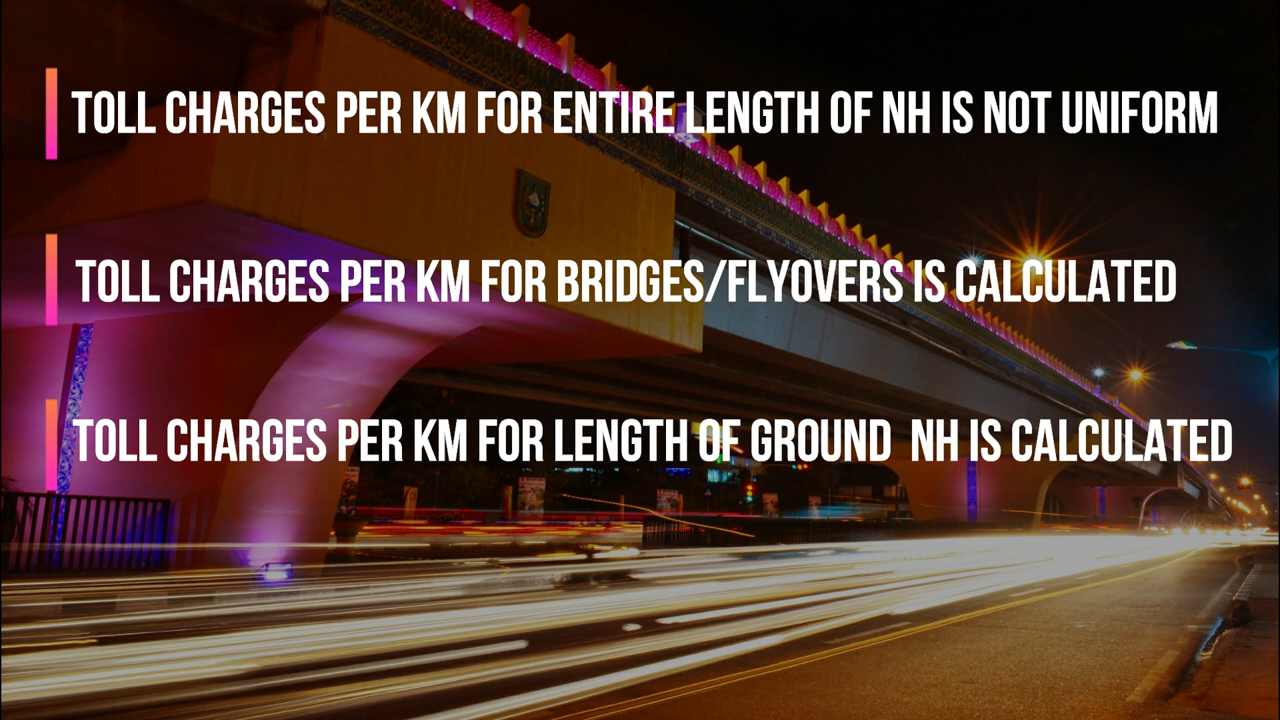 TOLL CHARGES PER KM FOR ENTIRE LENGTH OF NH IS NOT UNIFORM
TOLL CHARGES PER KM FOR BRIDGES/FLYOVERS IS CALCULATED
TOLL CHARGES PER KM FOR LENGTH OF GROUND NH IS CALCULATED